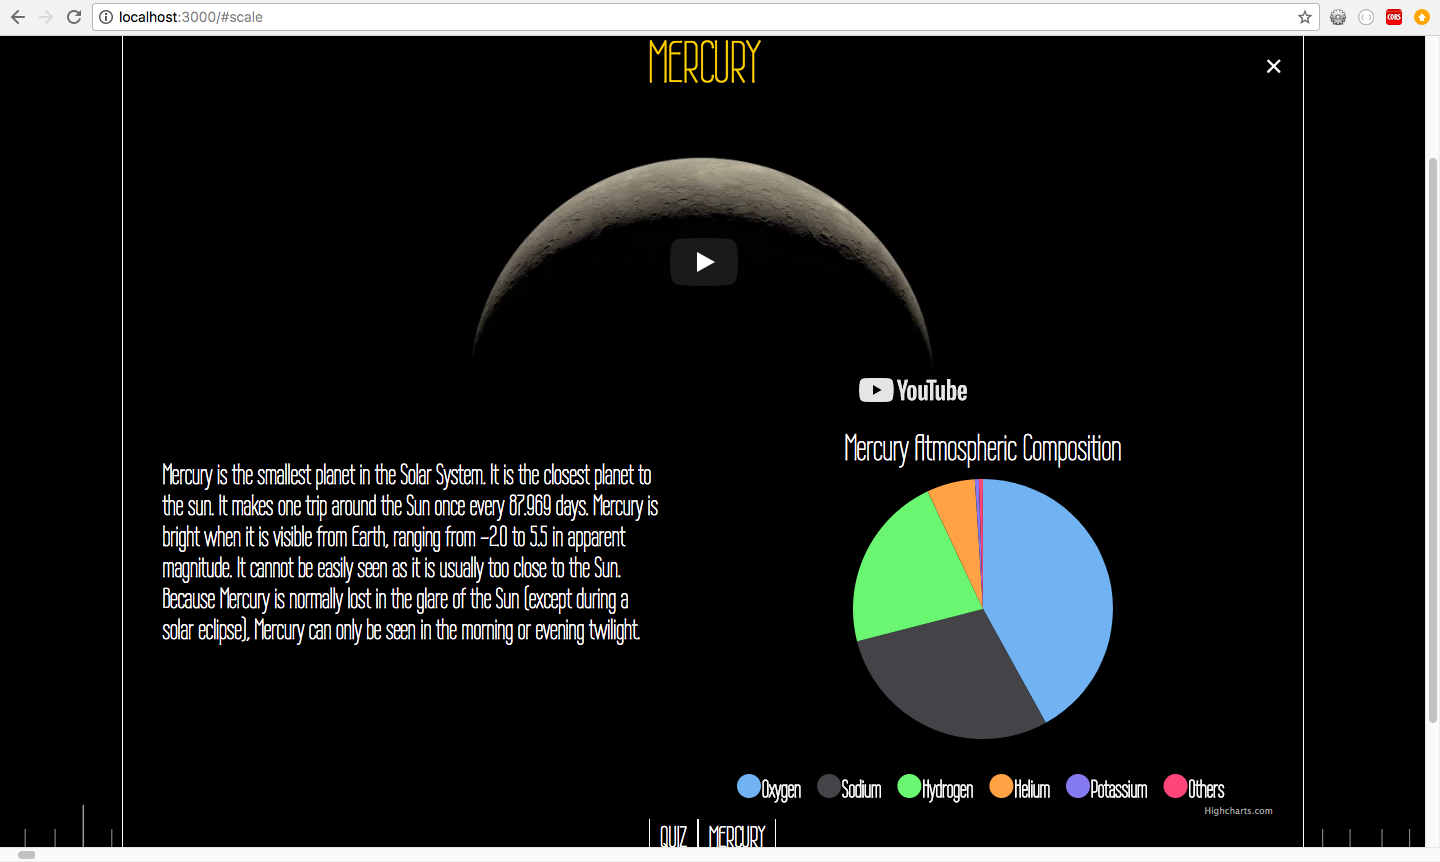 localhost:3000/#scale
CORS
MERCURY
YouTube
Mercury Atmospheric Composition
Mercury is the smallest planet in the Solar System. It is the closest planet to
the sun. It makes one trip around the Sun once every 87.969 days. Mercury is
bright when it is visible from Earth, ranging from −2.0 to 5.5 in apparent
magnitude. It cannot be easily seen as it is usually too close to the Sun.
Because Mercury is normally lost in the glare of the Sun (except during a
solar eclipse), Mercury can only be seen in the morning or evening twilight.
Oxygen Sodium Hydrogen Helium Potassium Others
Highcharts.com
QUIZ MERCURY